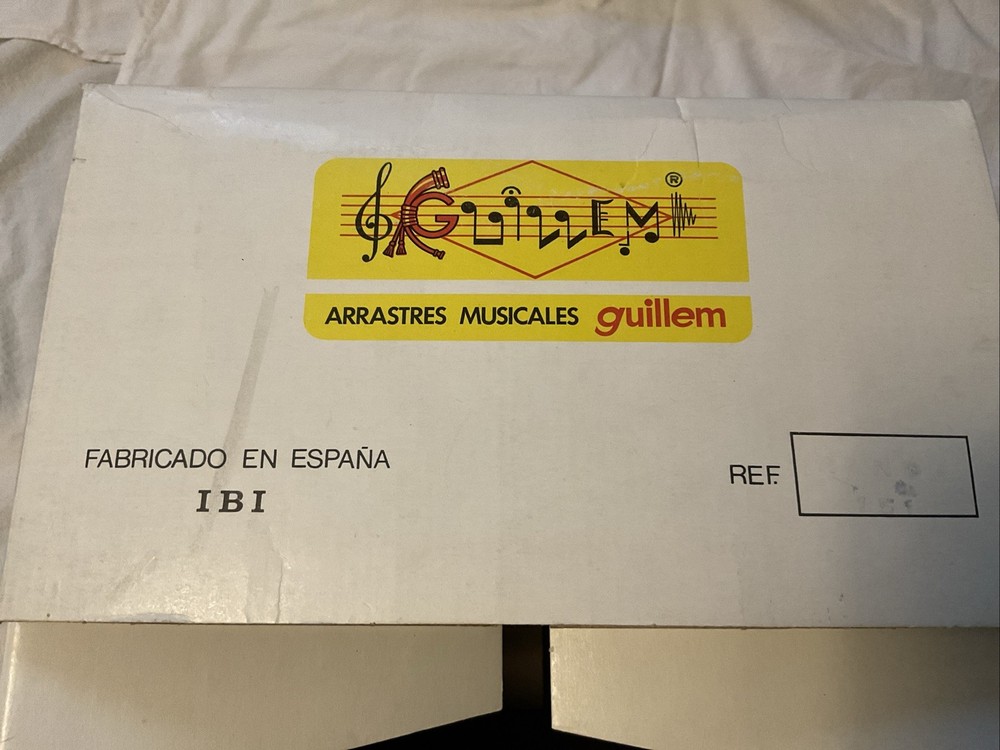 GUILLEM ®
ARRASTRES MUSICALES guillem
FABRICADO EN ESPAÑA
IBI
REF.